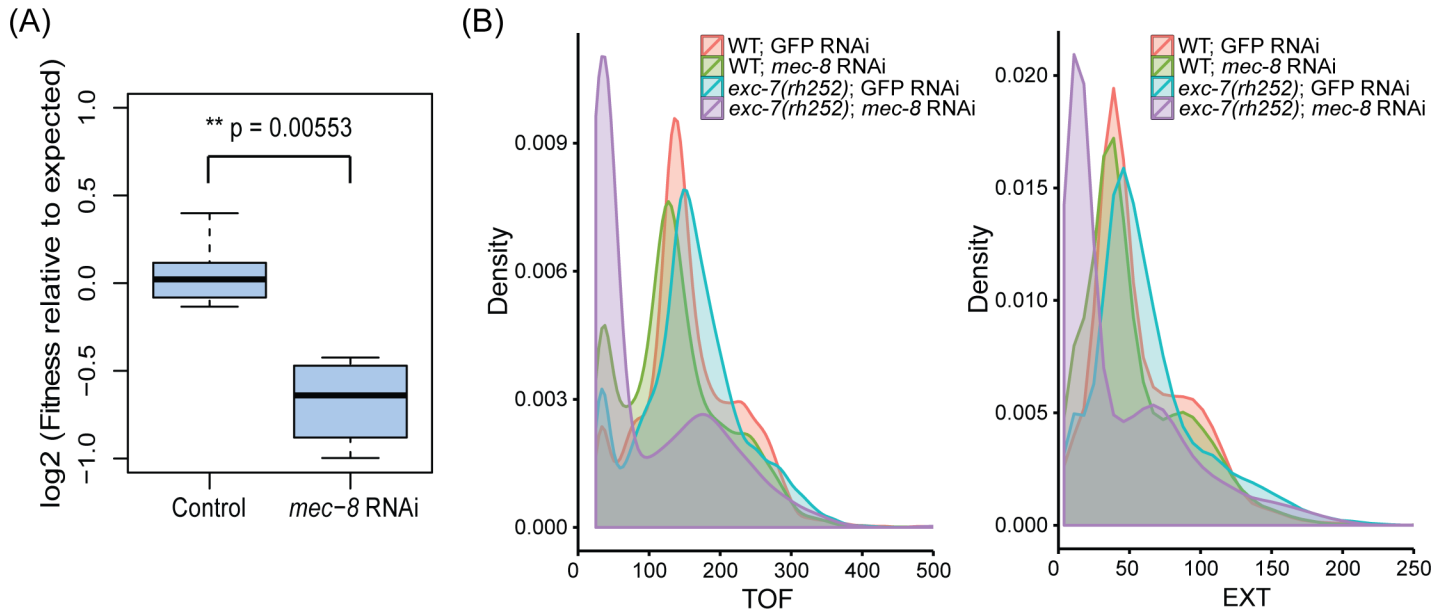 (A)
log2 (Fitness relative to expected)
1.0
0.5
0.0
−0.5
−1.0
** p = 0.00553
Control
mec−8 RNAi
(B)
Density
0.009
0.006
0.003
0.000
WT; GFP RNAi
WT; mec-8 RNAi
exc-7(rh252); GFP RNAi
exc-7(rh252); mec-8 RNAi
0 100 200 300 400 500
TOF
Density
0.020
0.015
0.010
0.005
0.000
WT; GFP RNAi
WT; mec-8 RNAi
exc-7(rh252); GFP RNAi
exc-7(rh252); mec-8 RNAi
0 50 100 150 200 250
EXT